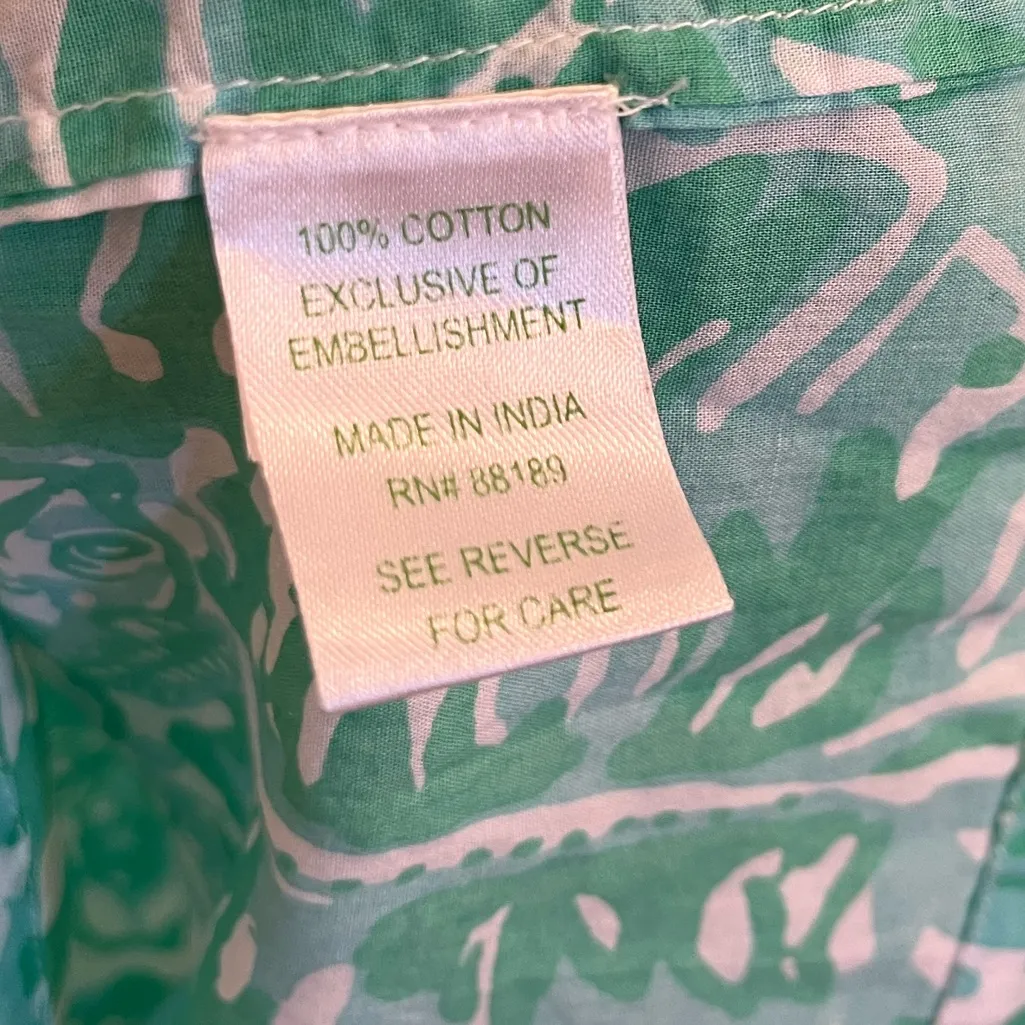 100% COTTON
EXCLUSIVE OF
EMBELLISHMENT
MADE IN INDIA
RN# 88189
SEE REVERSE
FOR CARE